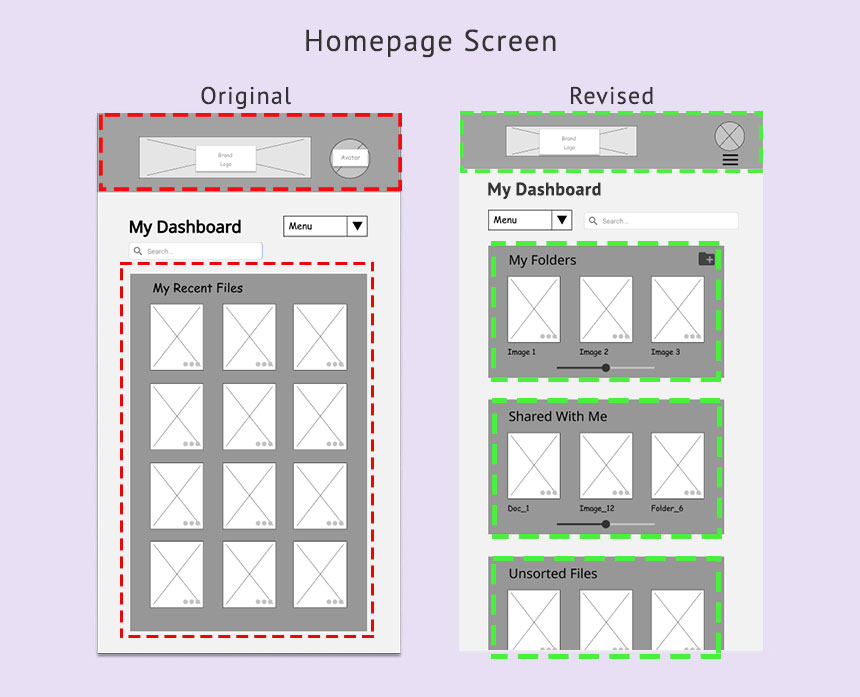 Homepage Screen
Original
Brand
Logo
Avatar
My Dashboard
Menu
Search...
My Recent Files
Revised
Brand
Logo
My Dashboard
Menu
Search...
My Folders
Image 1
Image 2
Image 3
Shared With Me
Doc_1
Image_12
Folder_6
Unsorted Files